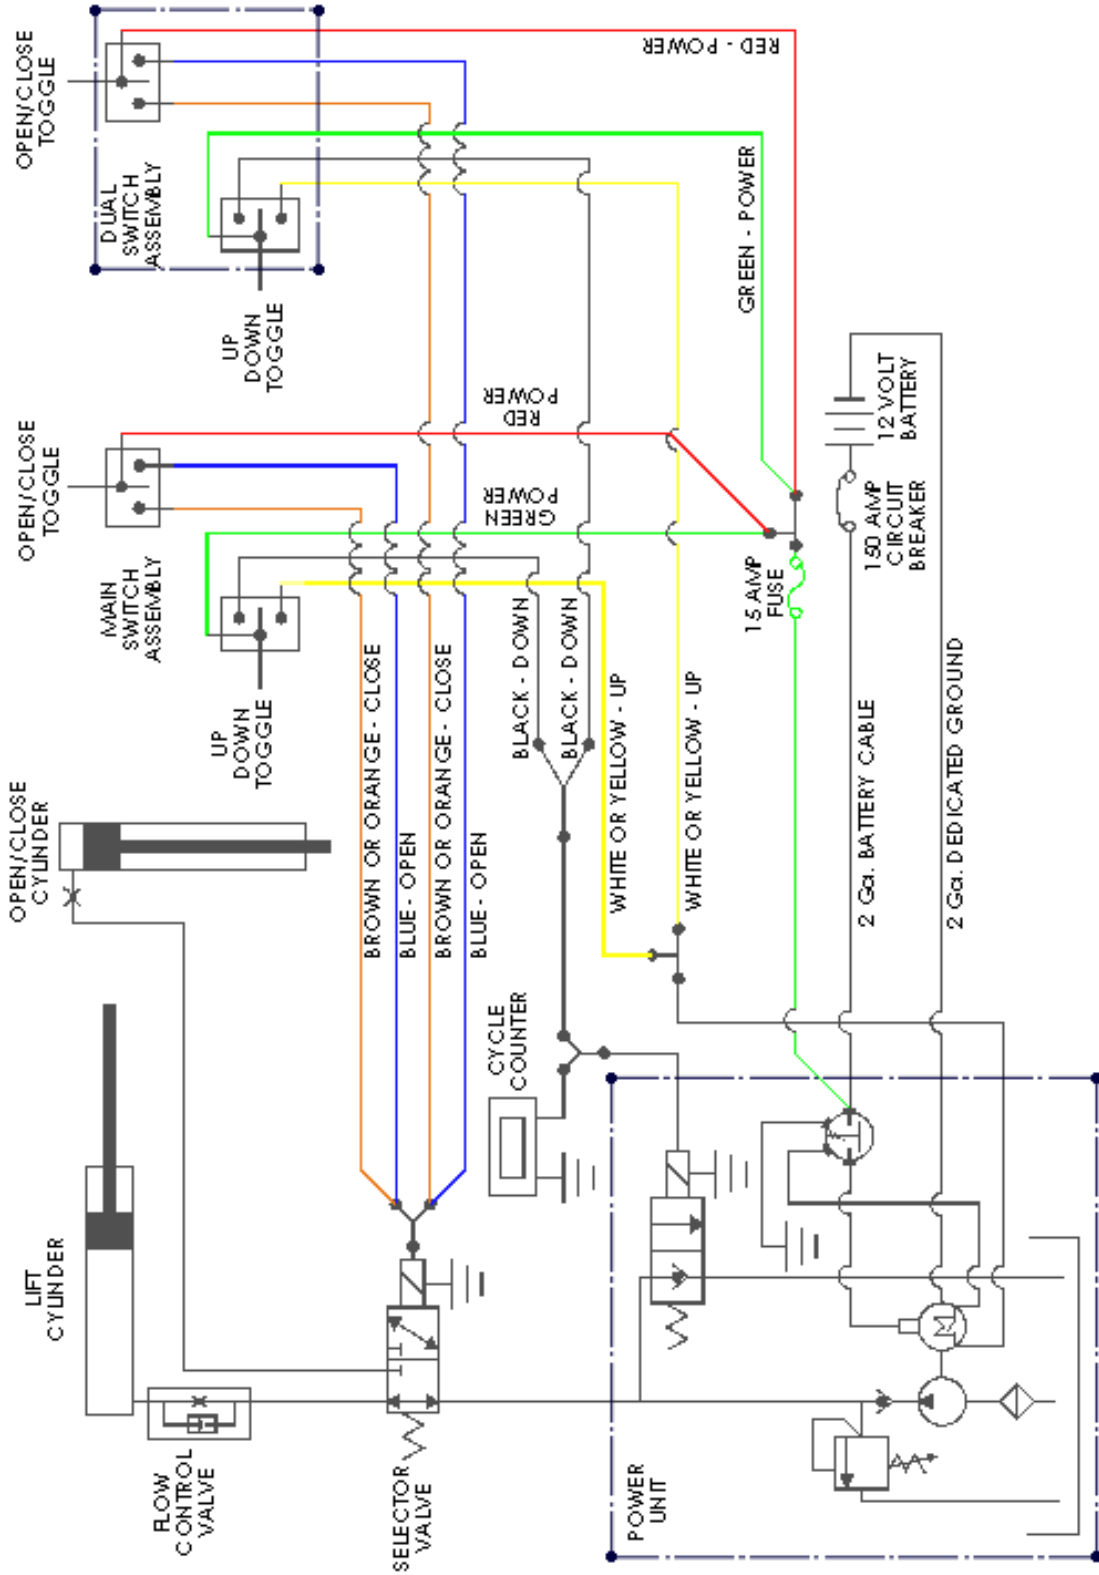 OPEN/CLOSE
TOGGLE
DUAL
SWITCH
ASSEMBLY
UP
DOWN
TOGGLE
RED - POWER
GREEN - POWER
OPEN/CLOSE
TOGGLE
MAIN
SWITCH
ASSEMBLY
UP
DOWN
TOGGLE
RED
POWER
GREEN
POWER
12 VOLT
BATTERY
150 AMP
CIRCUIT
BREAKER
15 AMP
FUSE
OPEN/CLOSE
CYLINDER
BROWN OR ORANGE - CLOSE
BLUE - OPEN
BROWN OR ORANGE - CLOSE
BLUE - OPEN
BLACK - DOWN
BLACK - DOWN
WHITE OR YELLOW - UP
WHITE OR YELLOW - UP
2 Ga. BATTERY CABLE
2 Ga. DEDICATED GROUND
CYCLE
COUNTER
LIFT
CYLINDER
FLOW
CONTROL
VALVE
SELECTOR
VALVE
POWER
UNIT
M